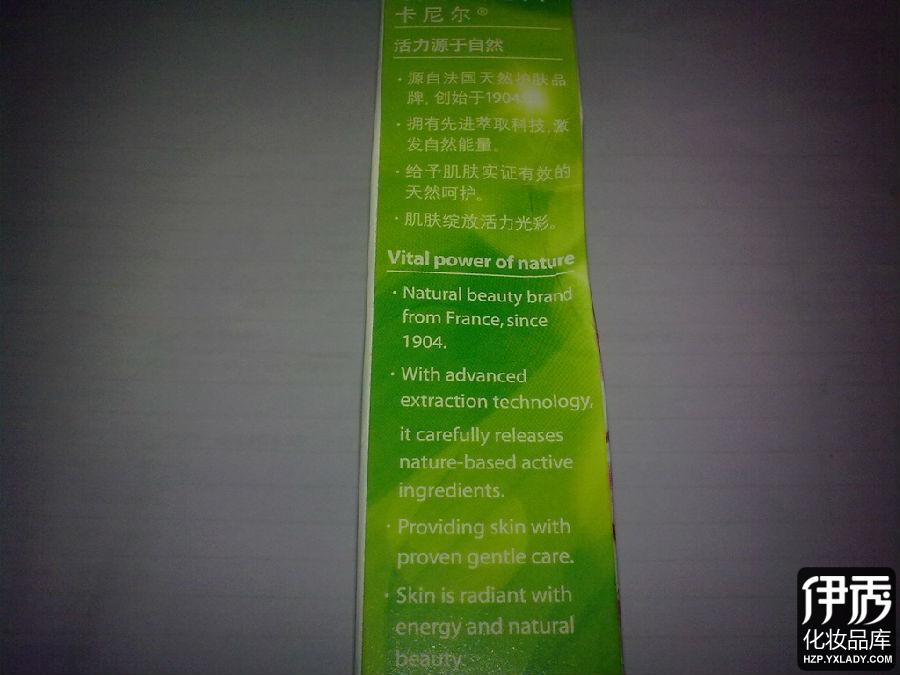 卡尼尔®
活力源于自然
· 源自法国天然护肤品
牌, 创始于1904
· 拥有先进萃取科技, 激
发自然能量。
· 给予肌肤实证有效的
天然呵护。
· 肌肤绽放活力光彩。
Vital power of nature
· Natural beauty brand
from France, since
1904.
· With advanced
extraction technology,
it carefully releases
nature-based active
ingredients.
· Providing skin with
proven gentle care.
· Skin is radiant with
energy and natural
beauty.
伊秀
化妆品库
HZP.YXLADY.COM